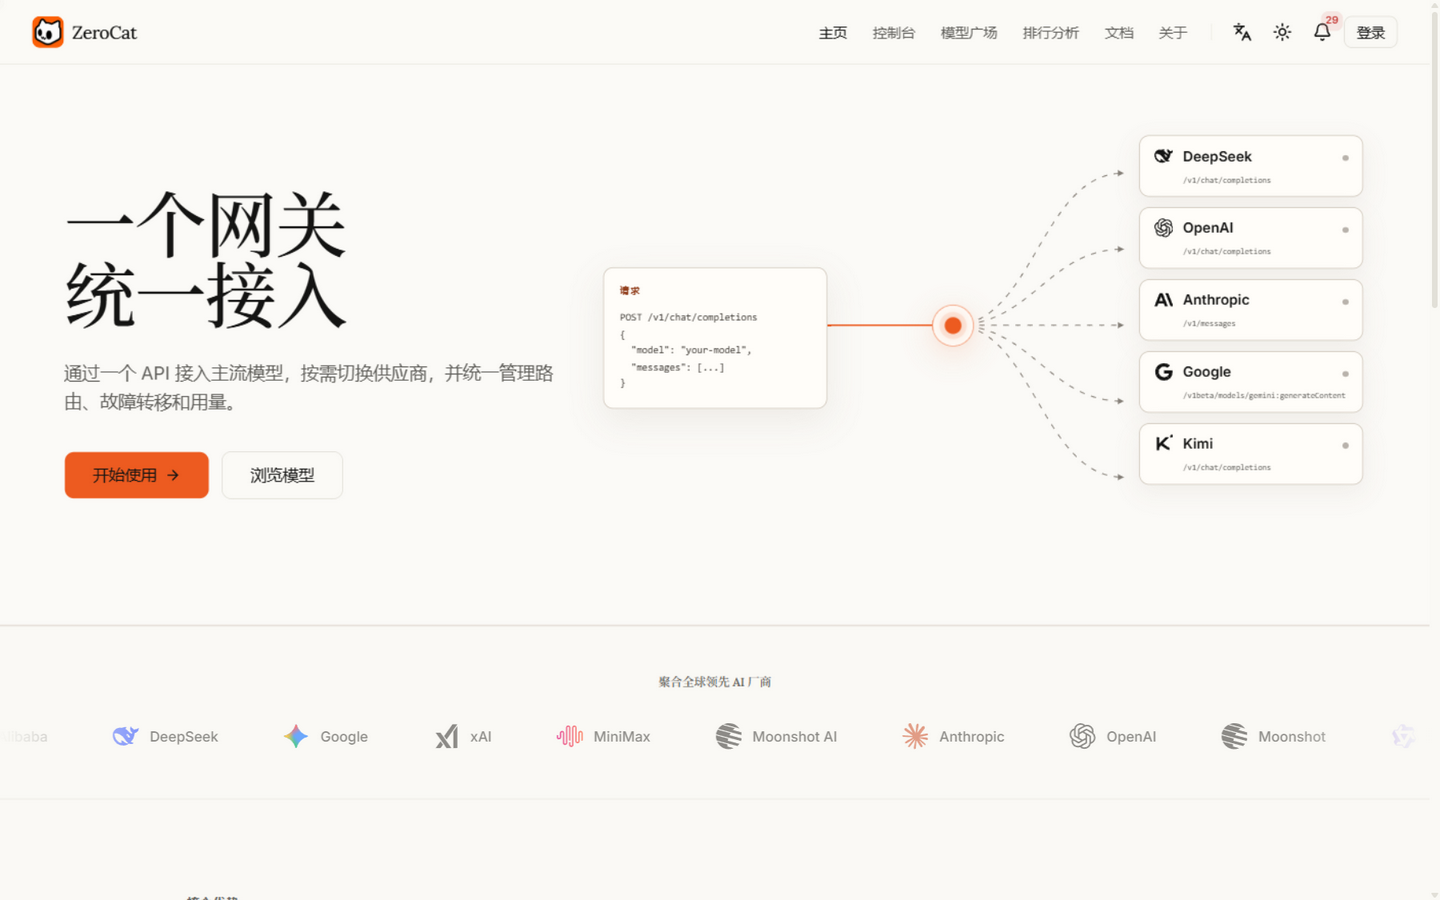 ZeroCat
主页
控制台
模型广场
排行分析
文档
关于
29
登录
一个网关
统一接入
通过一个 API 接入主流模型，按需切换供应商，并统一管理路
由、故障转移和用量。
开始使用 →
浏览模型
请求
POST /v1/chat/completions
{
"model": "your-model",
"messages": [...]
}
DeepSeek
/v1/chat/completions
OpenAI
/v1/chat/completions
Anthropic
/v1/messages
Google
/v1beta/models/gemini:generateContent
Kimi
/v1/chat/completions
聚合全球领先 AI 厂商
DeepSeek
Google
xAI
MiniMax
Moonshot AI
Anthropic
OpenAI
Moonshot